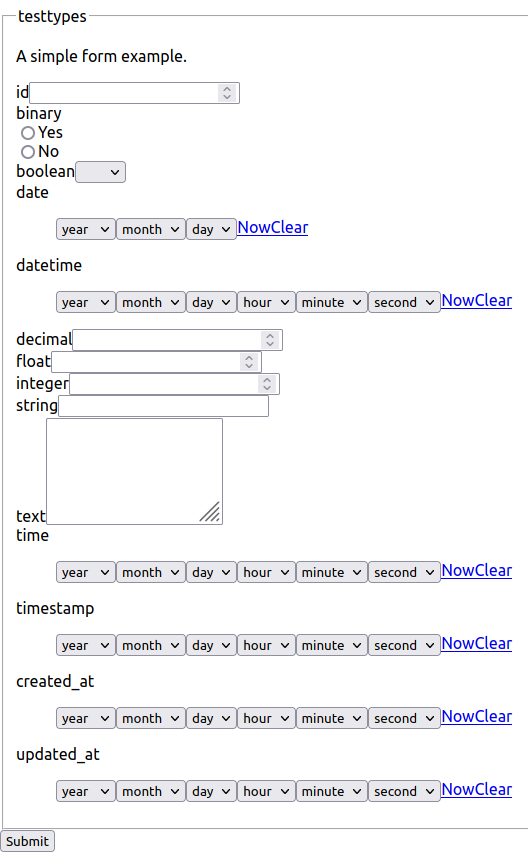 testtypes
A simple form example.
id
binary
Yes
No
boolean
date
year month day NowClear
datetime
year month day hour minute second NowClear
decimal
float
integer
string
text
time
year month day hour minute second NowClear
timestamp
year month day hour minute second NowClear
created_at
year month day hour minute second NowClear
updated_at
year month day hour minute second NowClear
Submit